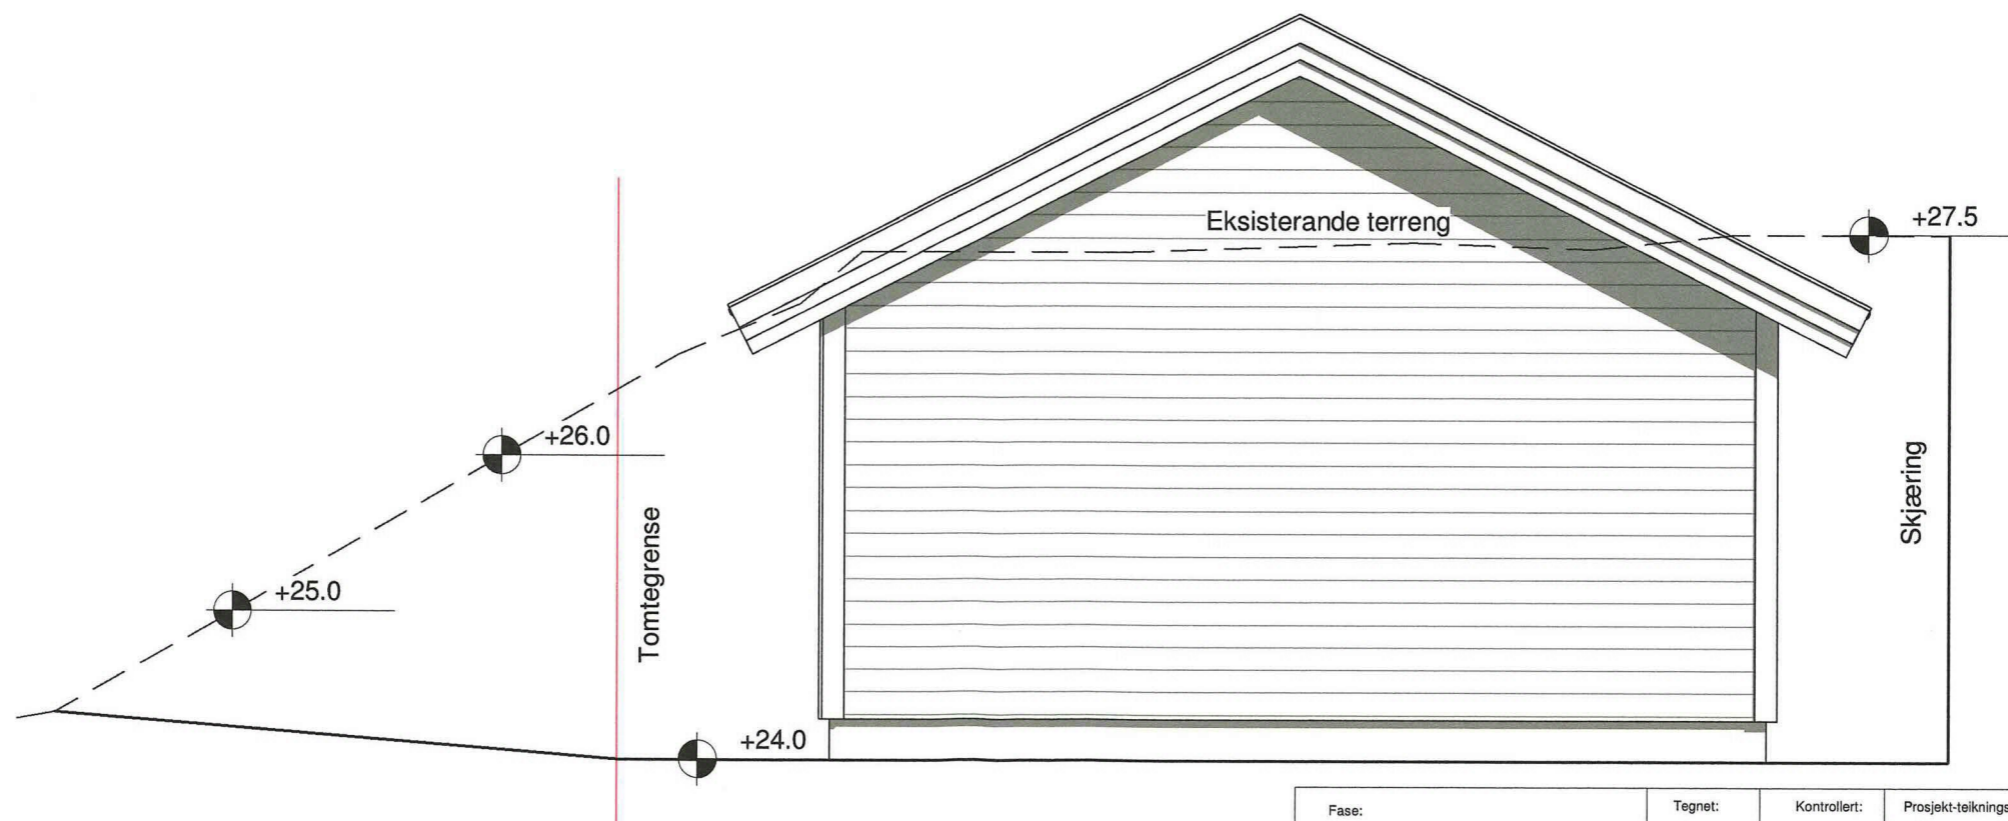 Eksisterande terreng
+27.5
+26.0
Skjæring
Tomtegrense
+25.0
+24.0
Fase:
Tegnet:
Kontrollert:
Prosjekt-teiknings